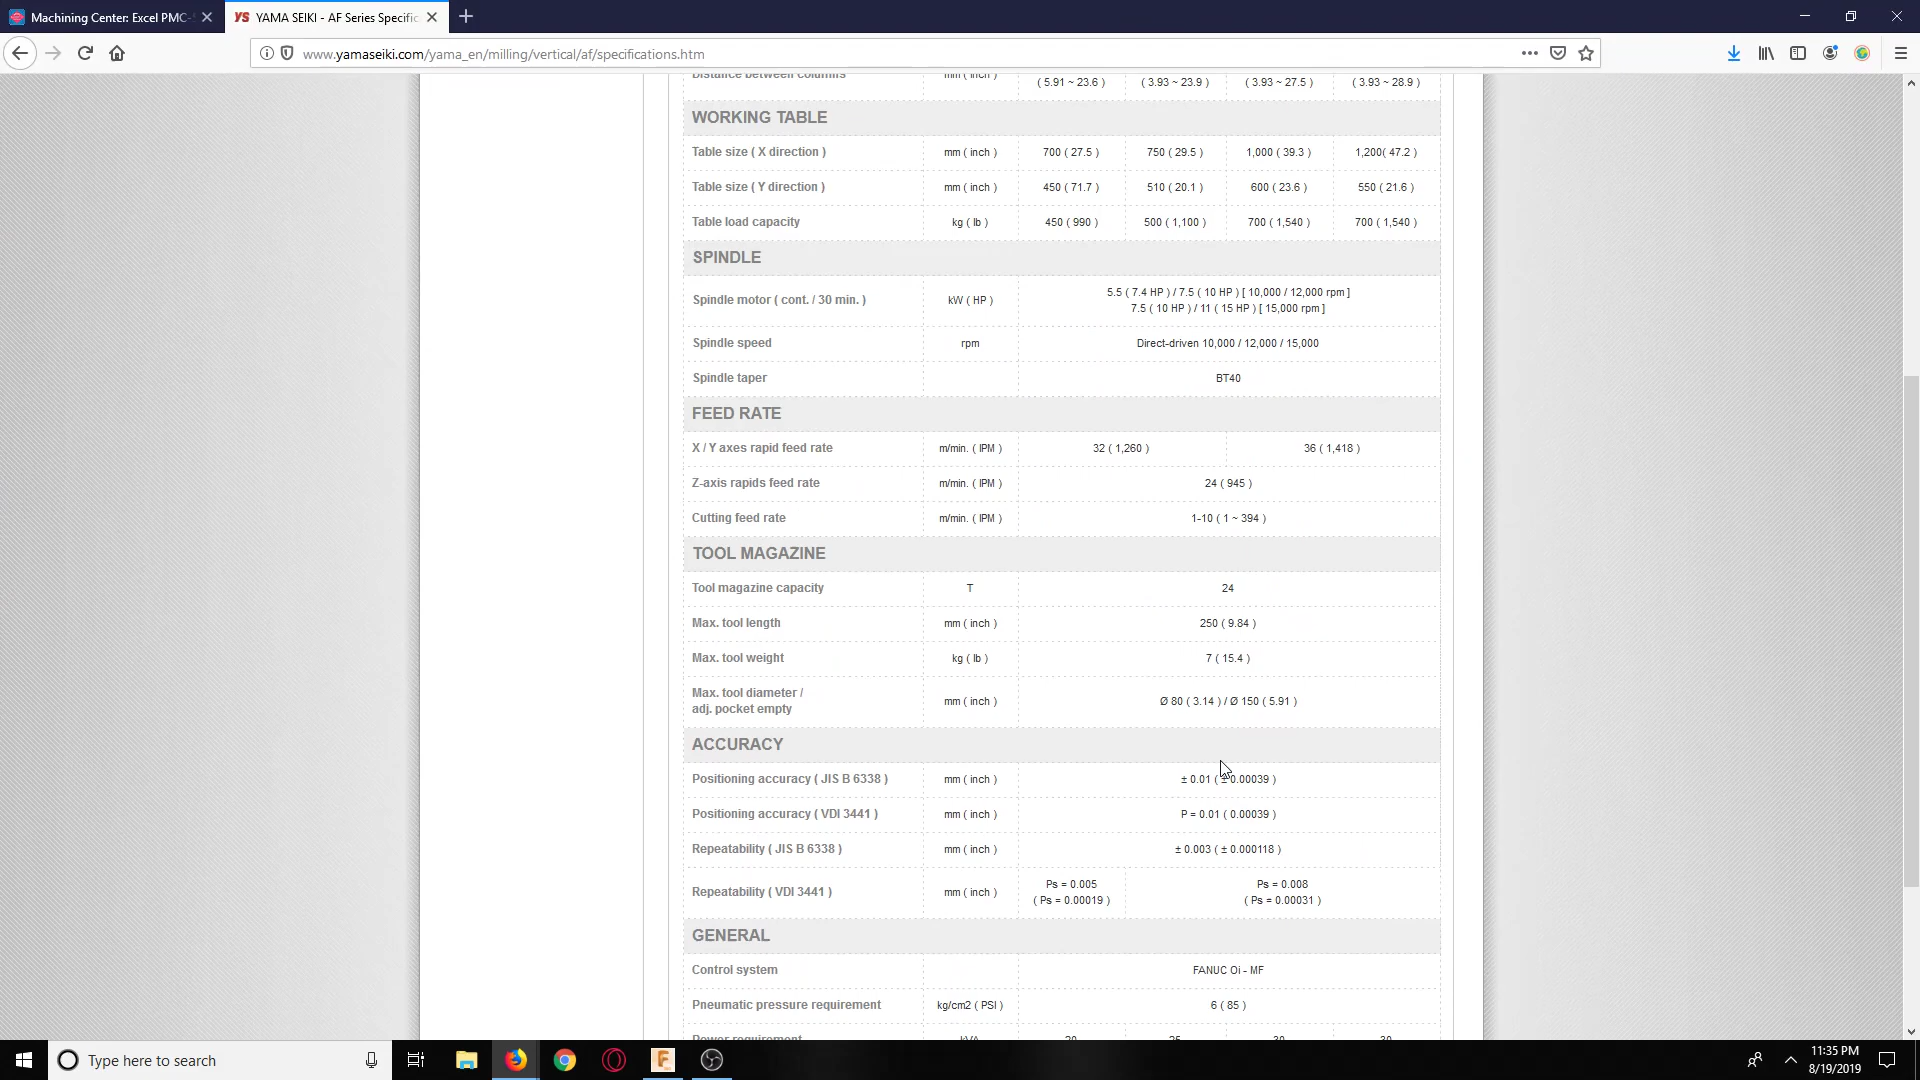 Machining Center: Excel PMC-
YS YAMA SEIKI - AF Series Specific
www.yamaseiki.com/yama_en/milling/vertical/af/specifications.htm
Distance between columns mm ( inch )
( 5.91 ~ 23.6 ) ( 3.93 ~ 23.9 ) ( 3.93 ~ 27.5 ) ( 3.93 ~ 28.9 )
WORKING TABLE
Table size ( X direction ) mm ( inch ) 700 ( 27.5 ) 750 ( 29.5 ) 1,000 ( 39.3 ) 1,200( 47.2 )
Table size ( Y direction ) mm ( inch ) 450 ( 71.7 ) 510 ( 20.1 ) 600 ( 23.6 ) 550 ( 21.6 )
Table load capacity kg ( lb ) 450 ( 990 ) 500 ( 1,100 ) 700 ( 1,540 ) 700 ( 1,540 )
SPINDLE
Spindle motor ( cont. / 30 min. ) kW ( HP ) 5.5 ( 7.4 HP ) / 7.5 ( 10 HP ) [ 10,000 / 12,000 rpm ]
7.5 ( 10 HP ) / 11 ( 15 HP ) [ 15,000 rpm ]
Spindle speed rpm Direct-driven 10,000 / 12,000 / 15,000
Spindle taper BT40
FEED RATE
X / Y axes rapid feed rate m/min. ( IPM ) 32 ( 1,260 ) 36 ( 1,418 )
Z-axis rapids feed rate m/min. ( IPM ) 24 ( 945 )
Cutting feed rate m/min. ( IPM ) 1-10 ( 1 ~ 394 )
TOOL MAGAZINE
Tool magazine capacity T 24
Max. tool length mm ( inch ) 250 ( 9.84 )
Max. tool weight kg ( lb ) 7 ( 15.4 )
Max. tool diameter /
adj. pocket empty mm ( inch ) Ø 80 ( 3.14 ) / Ø 150 ( 5.91 )
ACCURACY
Positioning accuracy ( JIS B 6338 ) mm ( inch ) ± 0.01 ( ± 0.00039 )
Positioning accuracy ( VDI 3441 ) mm ( inch ) P = 0.01 ( 0.00039 )
Repeatability ( JIS B 6338 ) mm ( inch ) ± 0.003 ( ± 0.000118 )
Repeatability ( VDI 3441 ) mm ( inch ) Ps = 0.005 Ps = 0.008
( Ps = 0.00019 ) ( Ps = 0.00031 )
GENERAL
Control system FANUC Oi - MF
Pneumatic pressure requirement kg/cm2 ( PSI ) 6 ( 85 )
Power requirement kVA 20 25 30 30
Type here to search
11:35 PM
8/19/2019